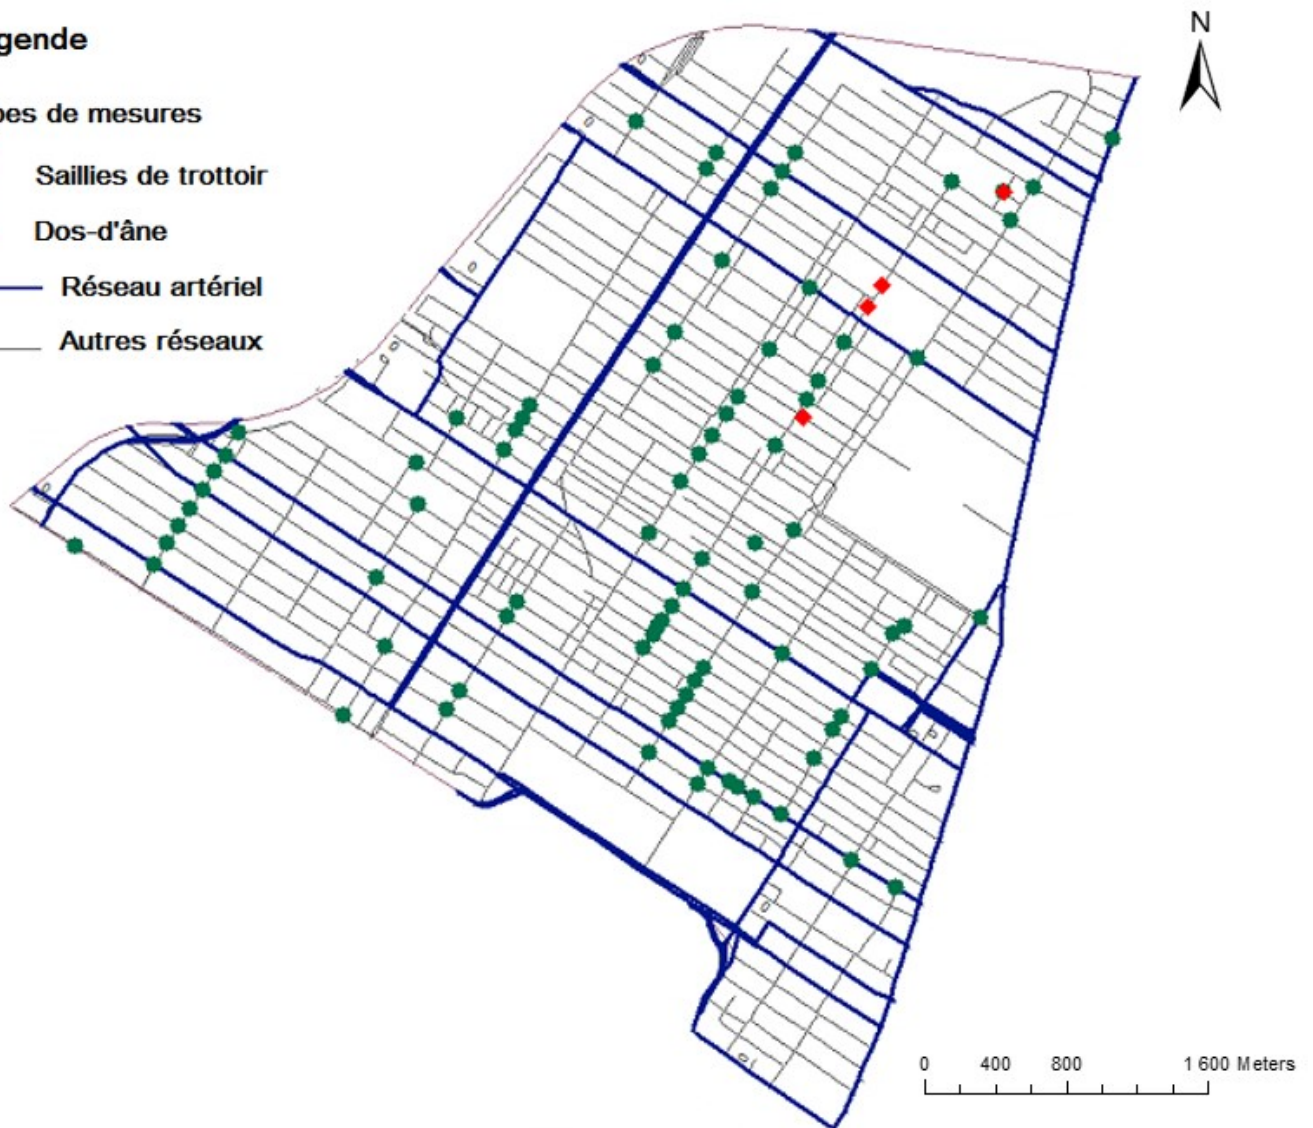 gende
pes de mesures
Saillies de trottoir
Dos-d'âne
Réseau artériel
Autres réseaux
N
0 400 800 1 600 Meters